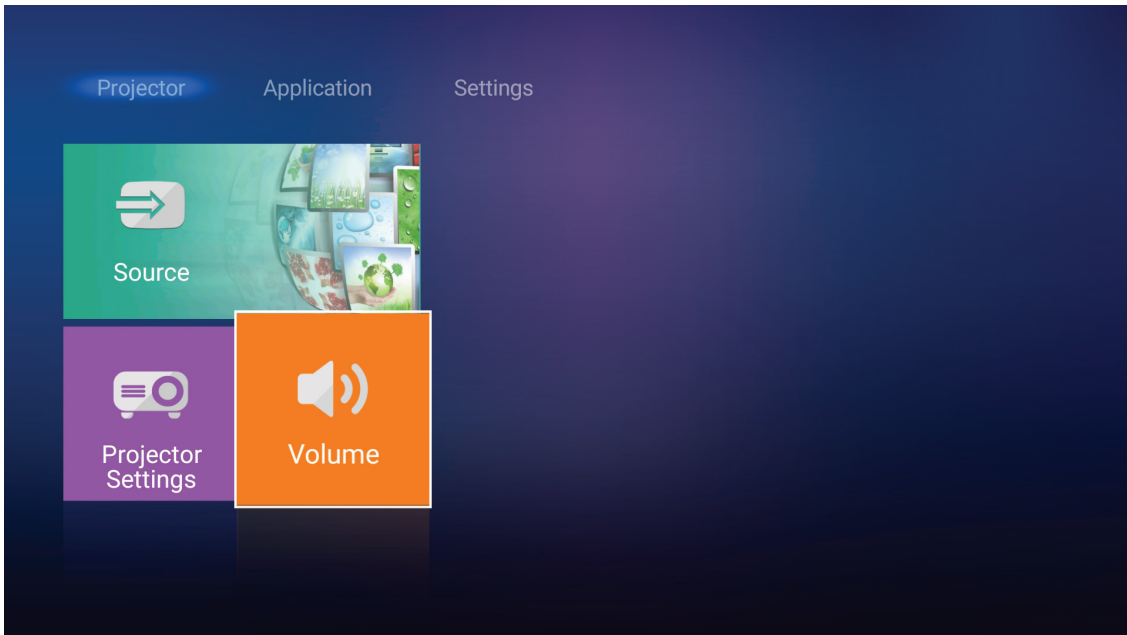 Projector Application Settings
Source
Projector
Settings
Volume